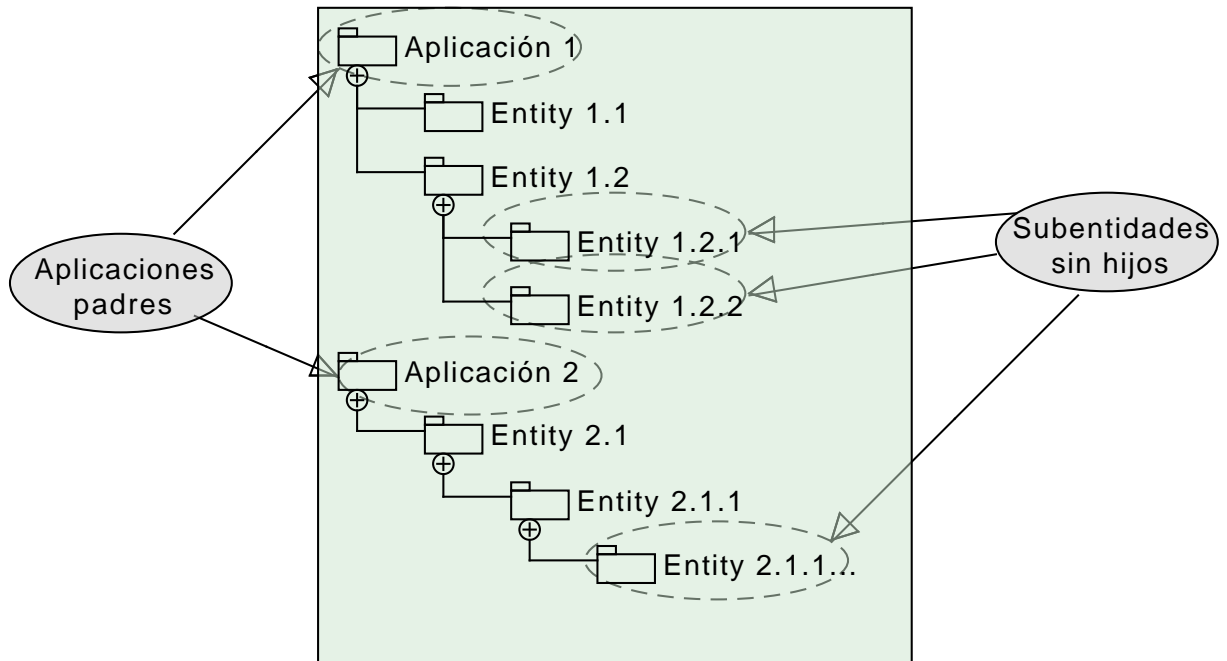 Aplicación 1
Entity 1.1
Entity 1.2
Entity 1.2.1
Entity 1.2.2
Aplicación 2
Entity 2.1
Entity 2.1.1
Entity 2.1.1...
Aplicaciones
padres
Subentidades
sin hijos